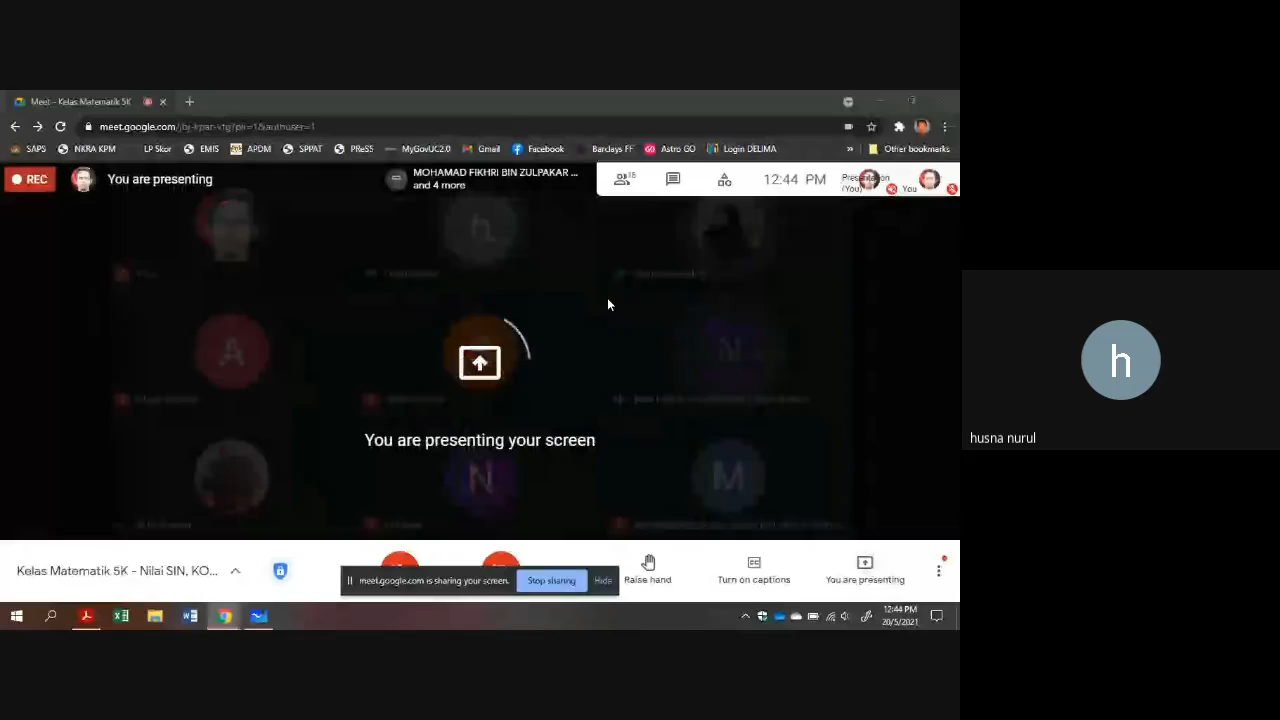 Meet - Kelas Matematik 5K
meet.google.com/
SAPS NKRA KPM LP Skor EMIS APDM SPPAT PReSS MyGovUC2.0 Gmail Facebook Barclays FF Astro GO Login DELIMA » Other bookmarks
REC You are presenting
MOHAMAD FIKHRI BIN ZULPAKAR ...
and 4 more
12:44 PM
Presentation
(You)
You
h
A
N
M
You are presenting your screen
h
husna nurul
Kelas Matematik 5K - Nilai SIN, KO...
meet.google.com is sharing your screen. Stop sharing Hide
Raise hand Turn on captions You are presenting
12:44 PM
20/5/2021